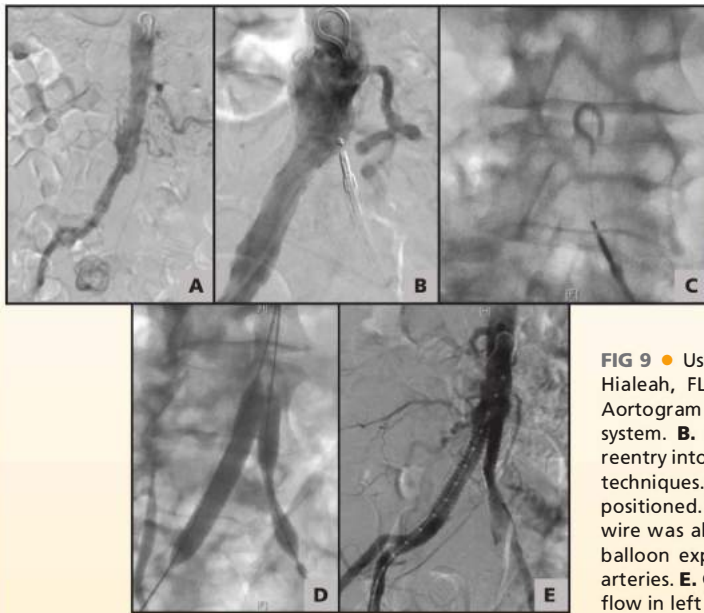 A
B
C
D
E
FIG 9 ● Us
Hialeah, FL
Aortogram
system. B.
reentry into
techniques.
positioned.
wire was al
balloon exp
arteries. E.
flow in left